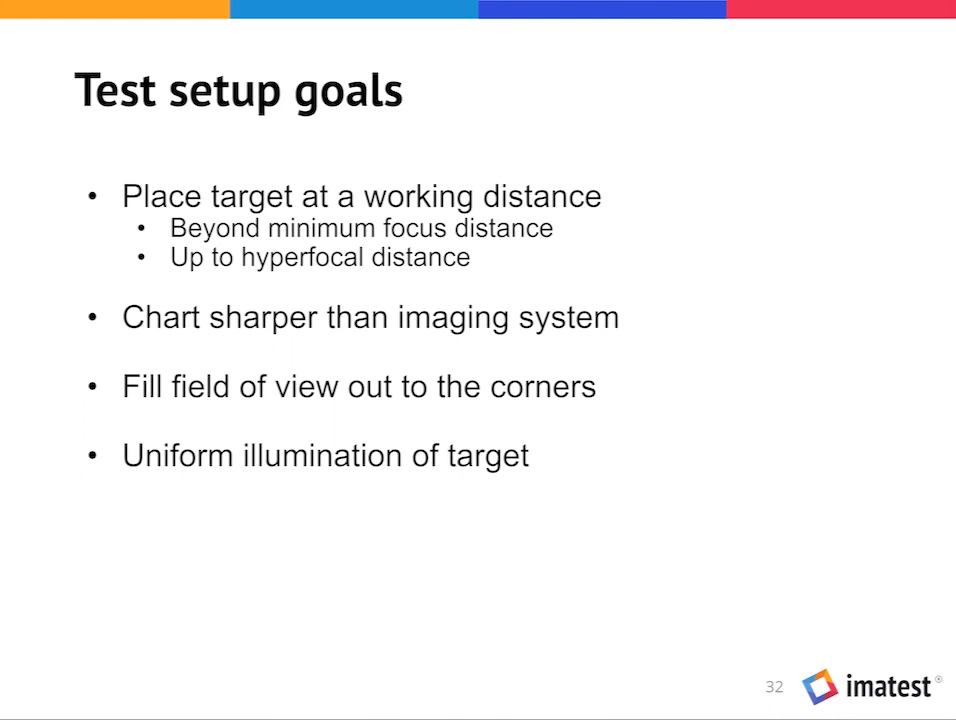 Test setup goals
• Place target at a working distance
• Beyond minimum focus distance
• Up to hyperfocal distance
• Chart sharper than imaging system
• Fill field of view out to the corners
• Uniform illumination of target
32
imatest®